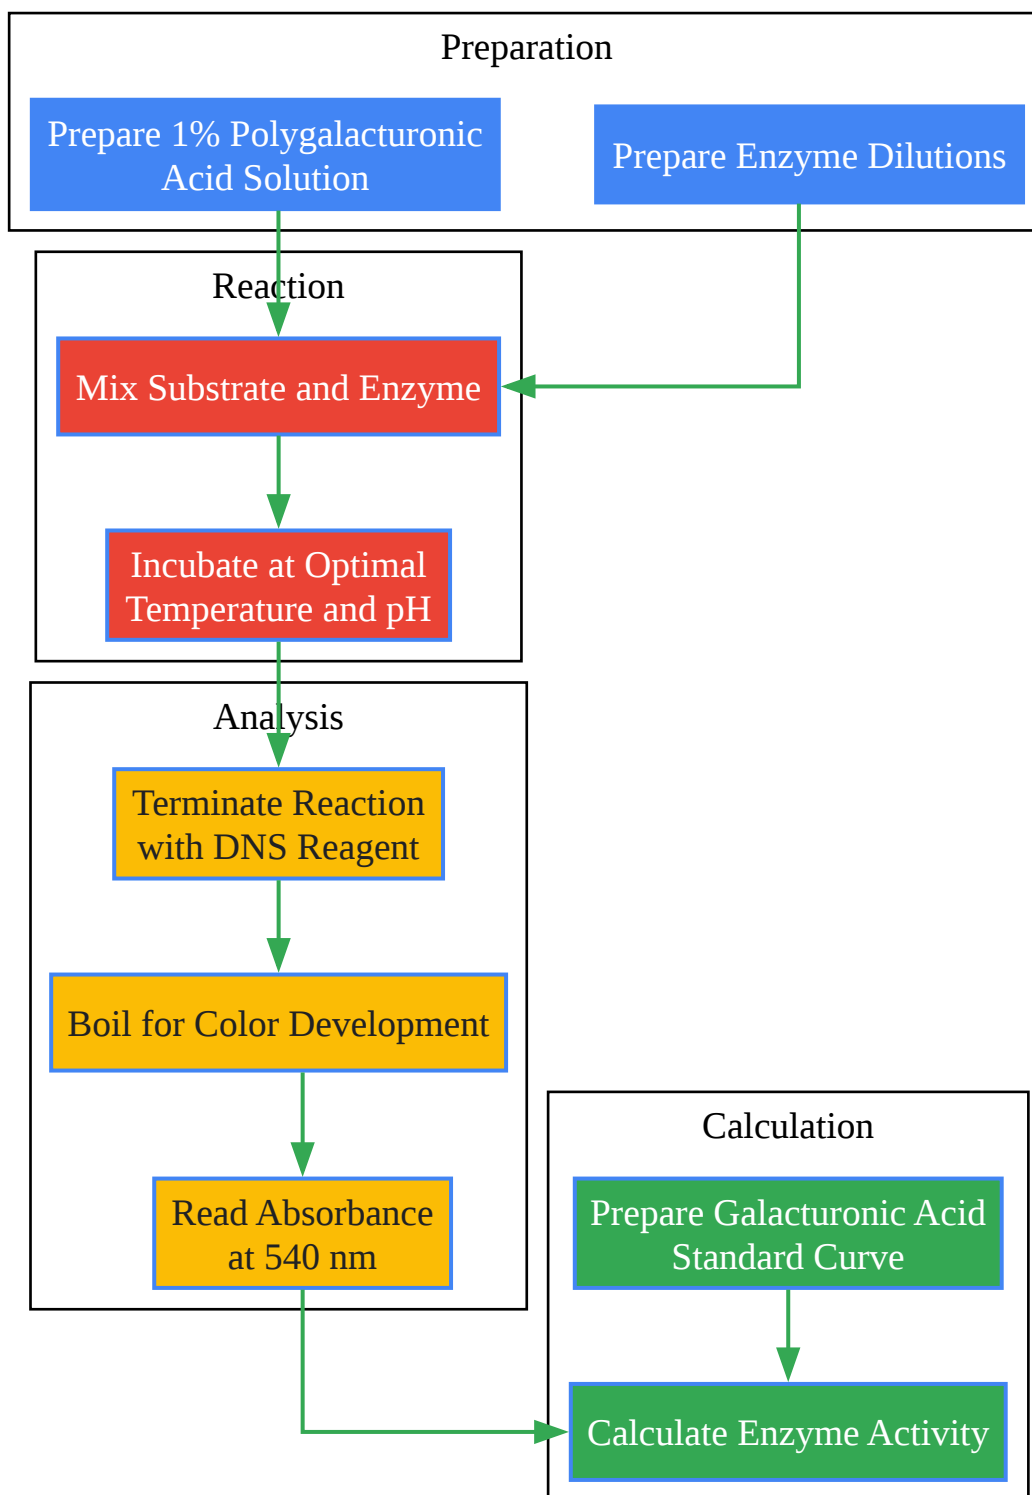 Preparation
Prepare 1% Polygalacturonic
Acid Solution
Prepare Enzyme Dilutions
Reaction
Mix Substrate and Enzyme
Incubate at Optimal
Temperature and pH
Analysis
Terminate Reaction
with DNS Reagent
Boil for Color Development
Read Absorbance
at 540 nm
Calculation
Prepare Galacturonic Acid
Standard Curve
Calculate Enzyme Activity